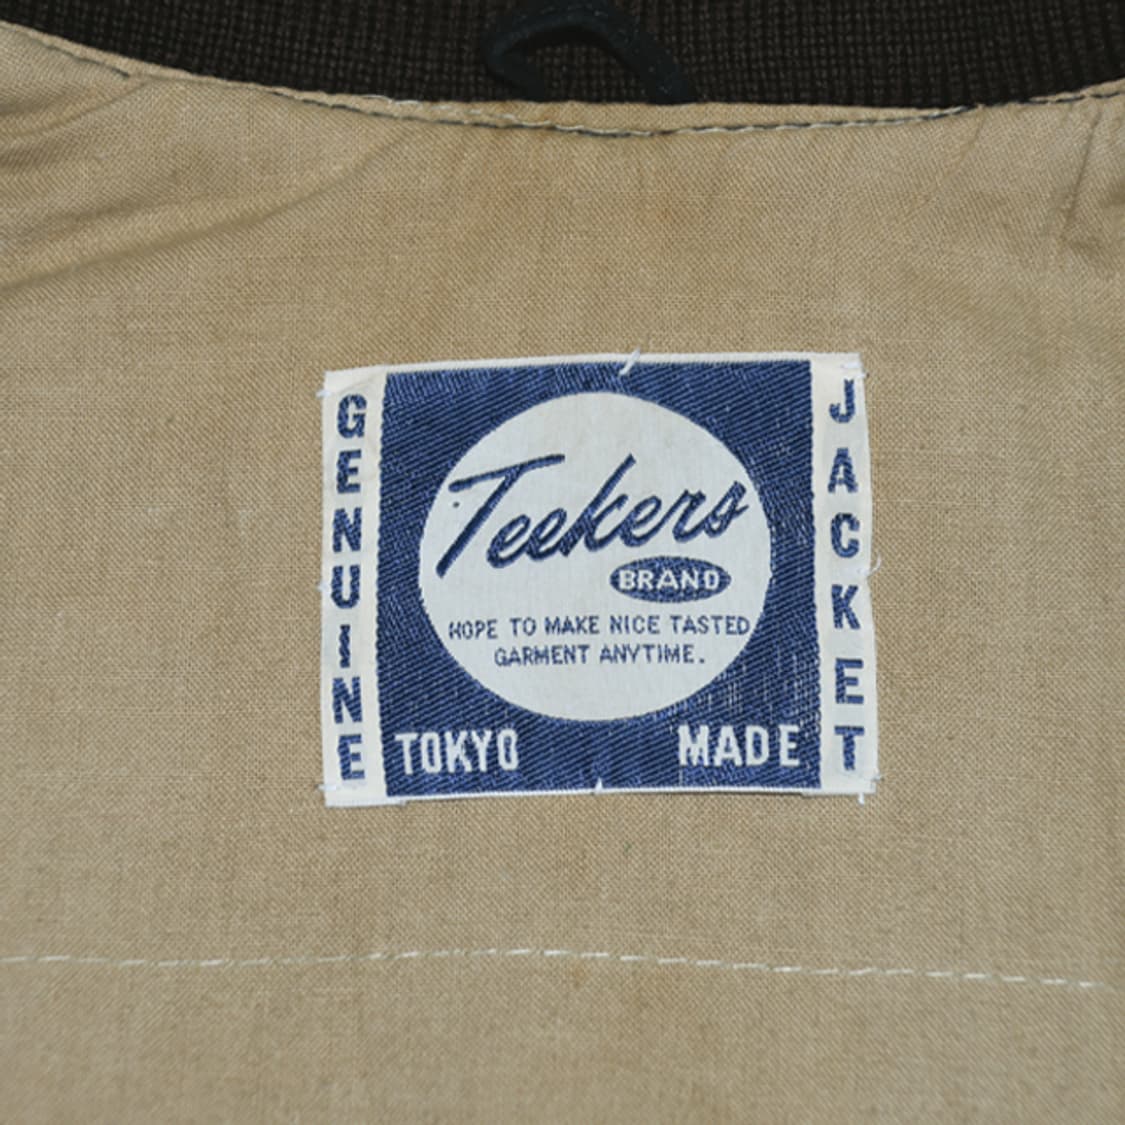 GENUINE
Teekers
BRAND
HOPE TO MAKE NICE TASTED
GARMENT ANYTIME.
TOKYO MADE
JACKET